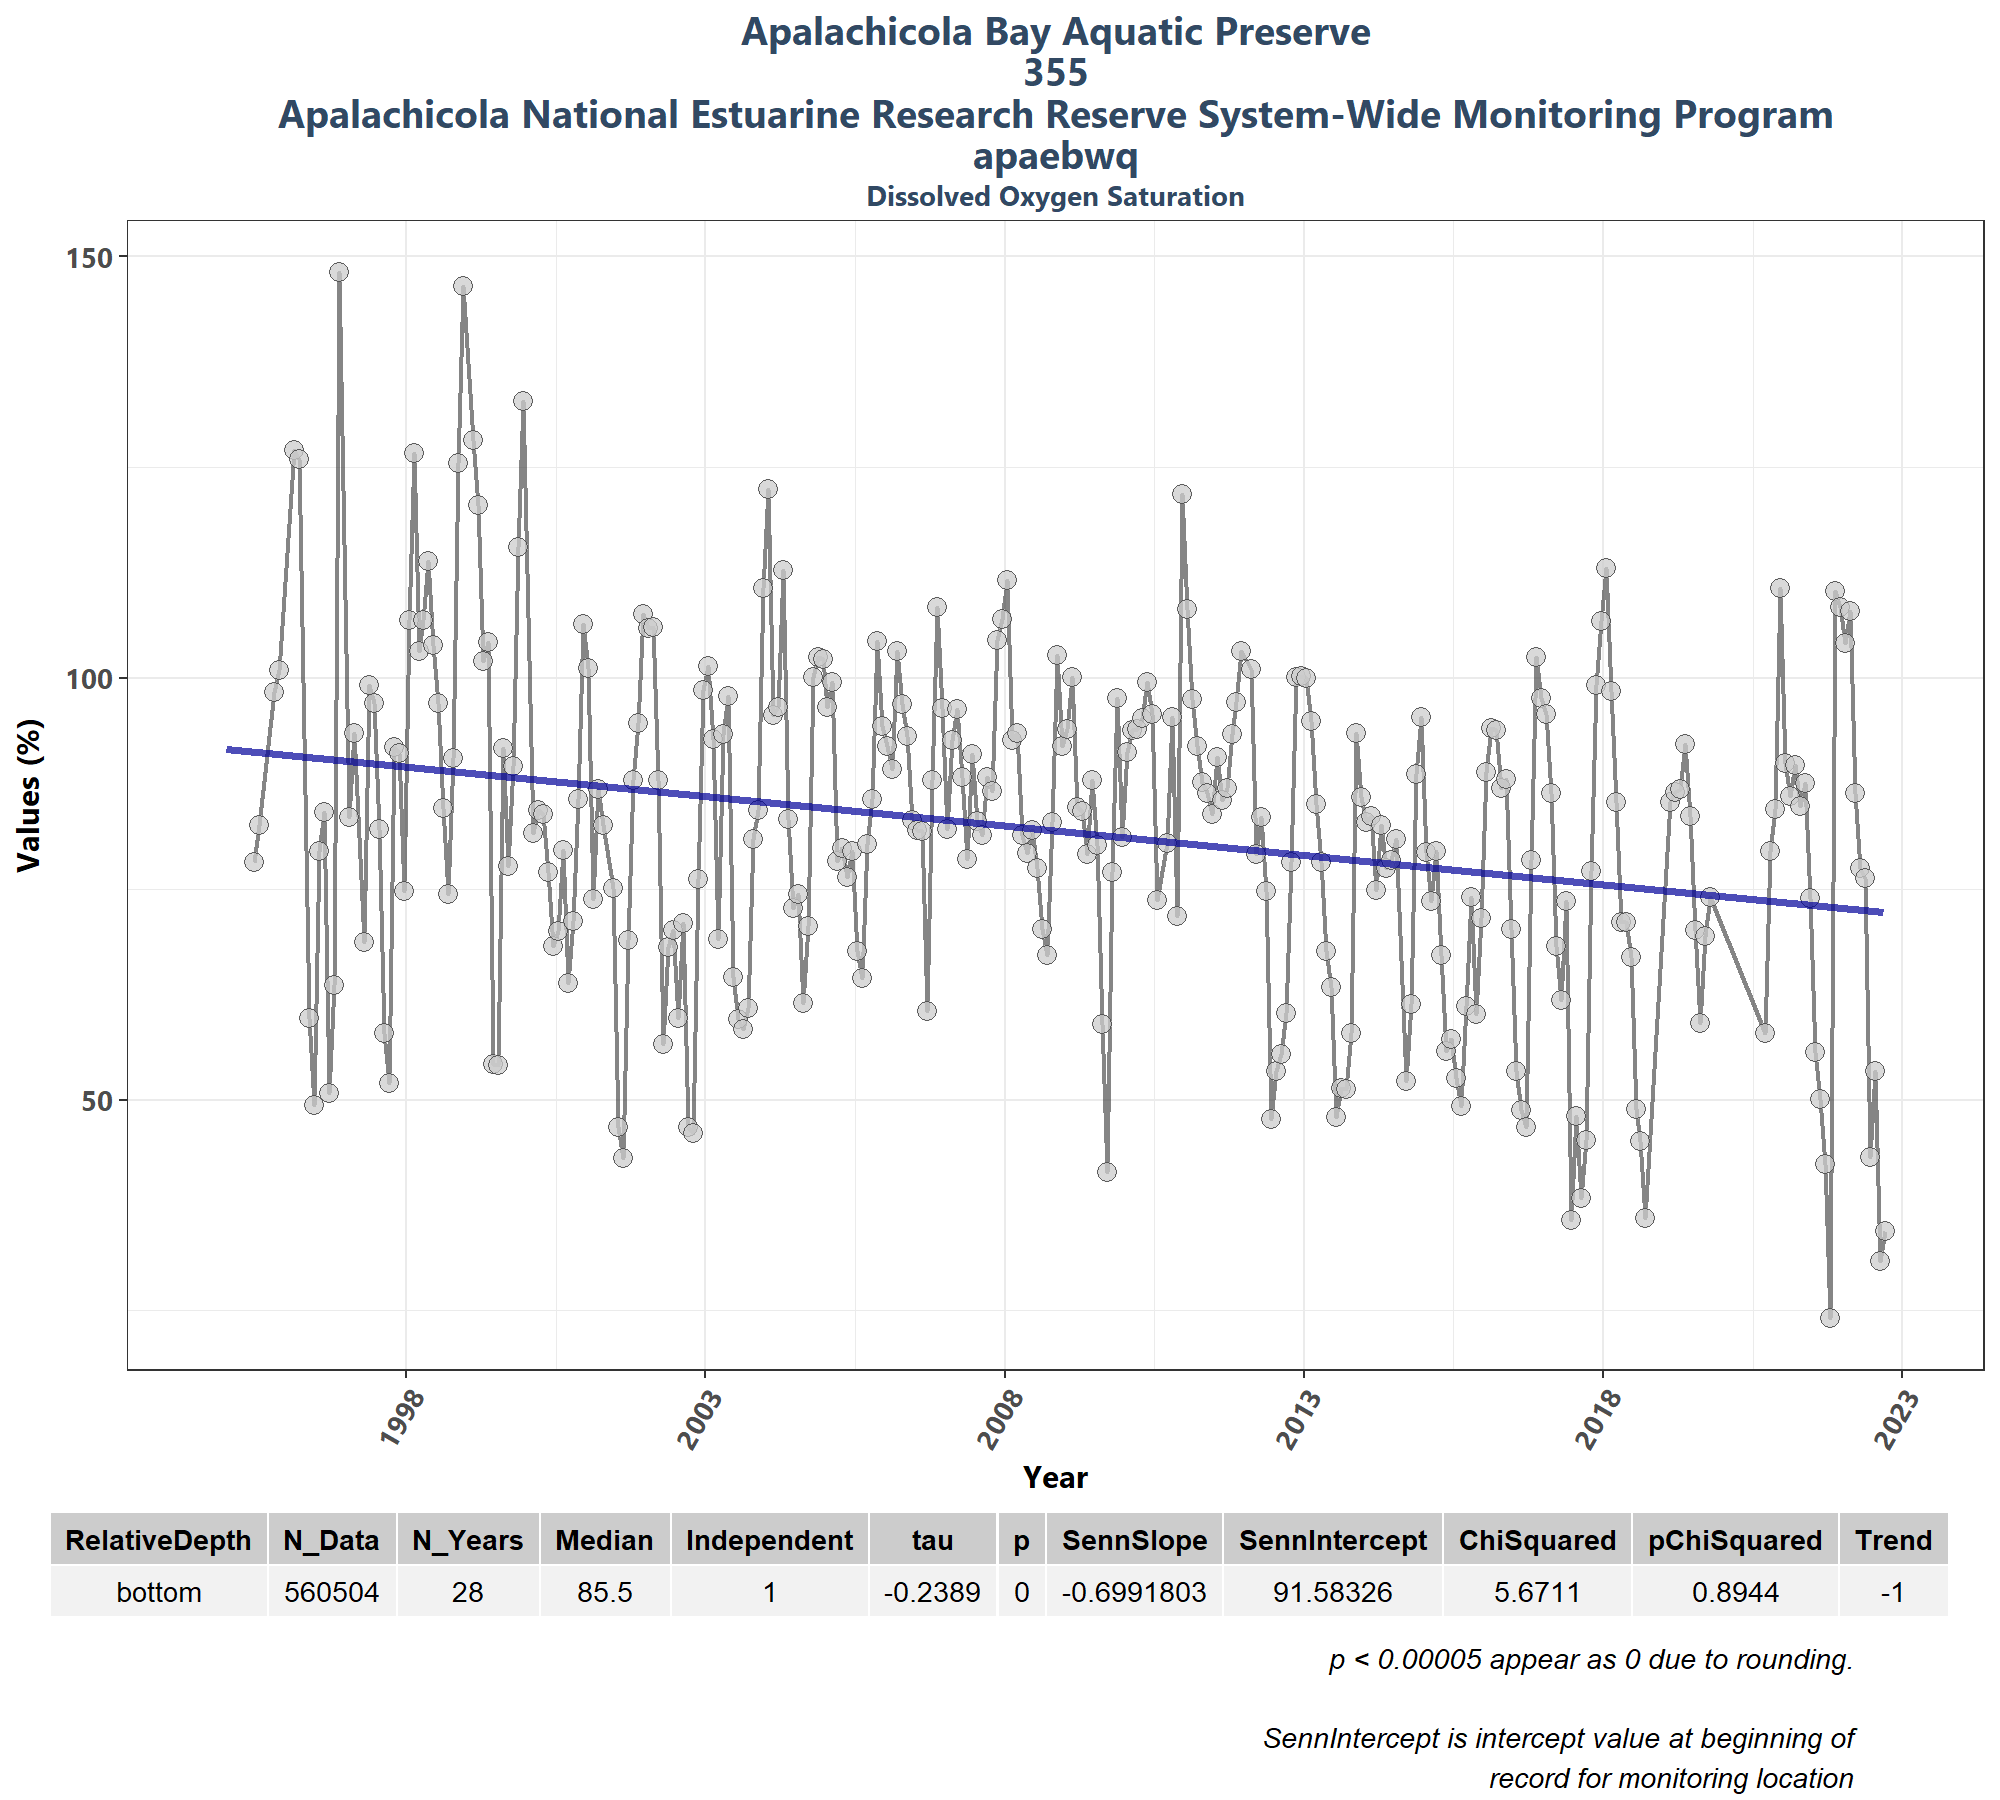 Apalachicola Bay Aquatic Preserve
355
Apalachicola National Estuarine Research Reserve System-Wide Monitoring Program
apaebwq
Dissolved Oxygen Saturation
150
100
50
Values (%)
1998 2003 2008 2013 2018 2023
Year
RelativeDepth N_Data N_Years Median Independent tau p SennSlope SennIntercept ChiSquared pChiSquared Trend
bottom 560504 28 85.5 1 -0.2389 0 -0.6991803 91.58326 5.6711 0.8944 -1
p < 0.00005 appear as 0 due to rounding.
SennIntercept is intercept value at beginning of
record for monitoring location